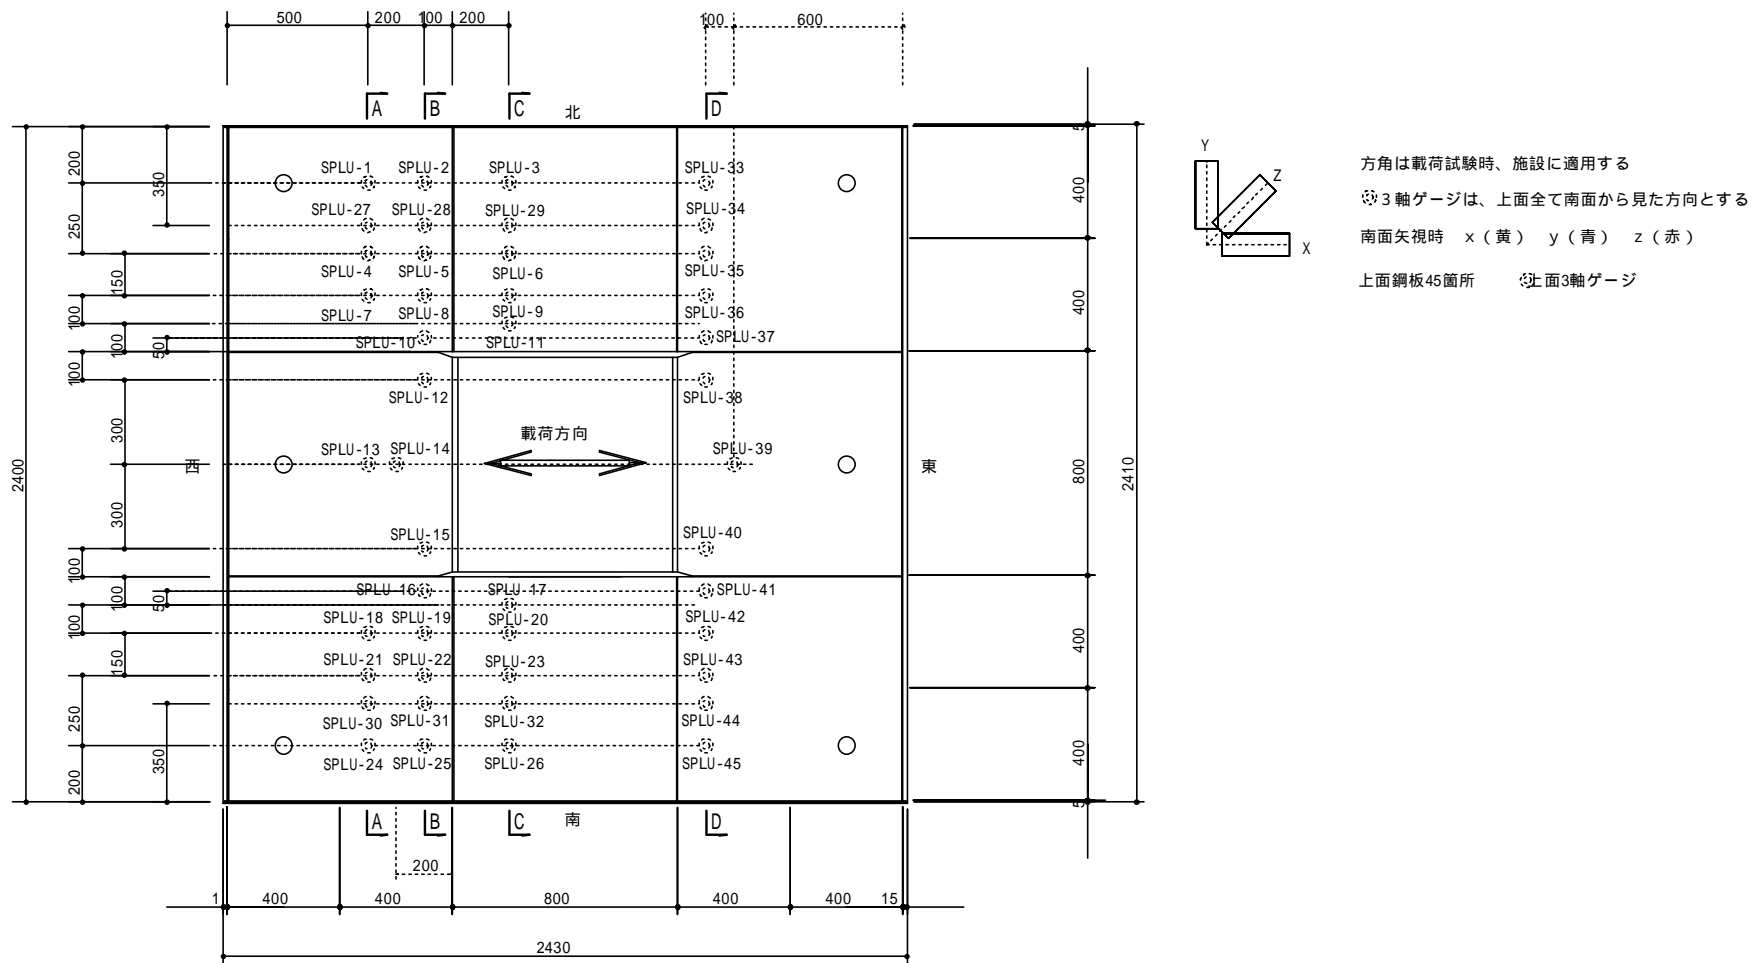 500 200 100 200 100 600
A B C D
北
5
200 350 SPLU-1 SPLU-2 SPLU-3 SPLU-33 400
SPLU-27 SPLU-28 SPLU-29 SPLU-34
250
SPLU-4 SPLU-5 SPLU-6 SPLU-35
150
SPLU-7 SPLU-8 SPLU-9 SPLU-36 400
100
SPLU-10 SPLU-11 SPLU-37
100 50
100
SPLU-12 SPLU-38
300
載荷方向
SPLU-13 SPLU-14 SPLU-39
2400 西 東 800 2410
300
SPLU-15 SPLU-40
100
SPLU-16 SPLU-17 SPLU-41
100 50
SPLU-18 SPLU-19 SPLU-20 SPLU-42
100 400
150
SPLU-21 SPLU-22 SPLU-23 SPLU-43
250
SPLU-30 SPLU-31 SPLU-32 SPLU-44
350 400
SPLU-24 SPLU-25 SPLU-26 SPLU-45
200
5
A B C D
南
200
1 400 400 800 400 400 15
2430
Y
Z
X
方角は載荷試験時、施設に適用する
3軸ゲージは、上面全て南面から見た方向とする
南面矢視時 x(黄) y(青) z(赤)
上面鋼板45箇所 上面3軸ゲージ